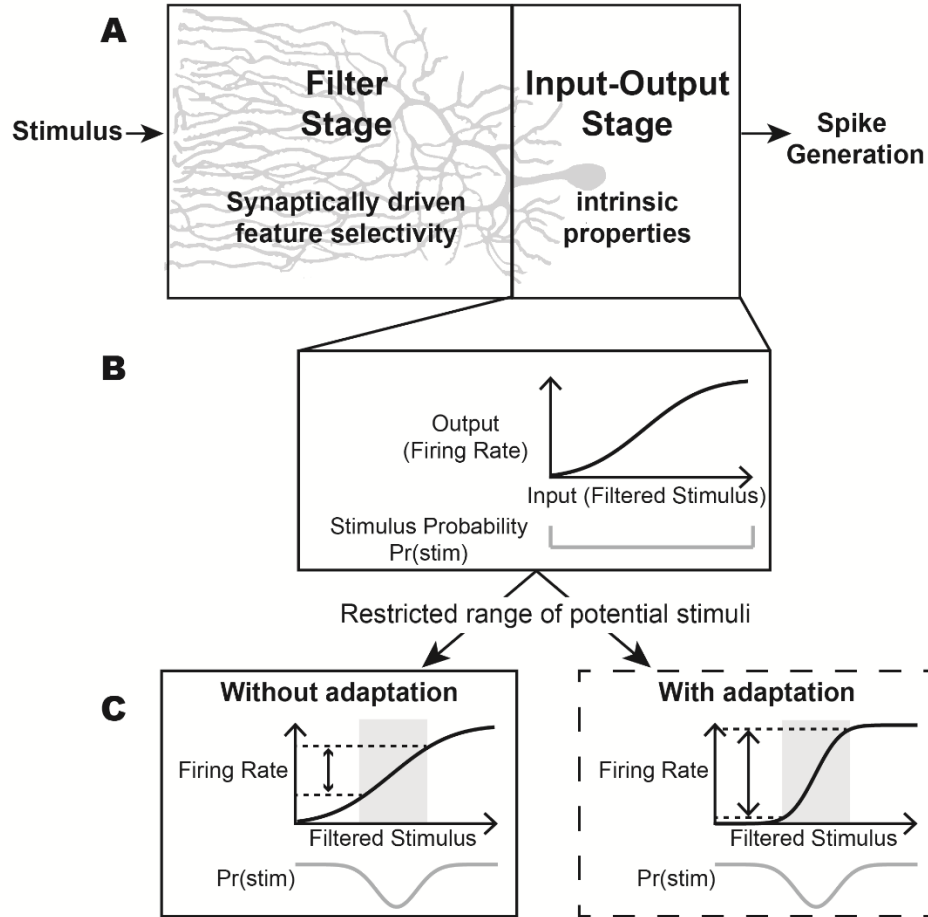 A
Stimulus
Filter
Stage
Synaptically driven
feature selectivity
Input-Output
Stage
intrinsic
properties
Spike
Generation
B
Output
(Firing Rate)
Input (Filtered Stimulus)
Stimulus Probability
Pr(stim)
Restricted range of potential stimuli
C
Without adaptation
Firing Rate
Filtered Stimulus
Pr(stim)
With adaptation
Firing Rate
Filtered Stimulus
Pr(stim)